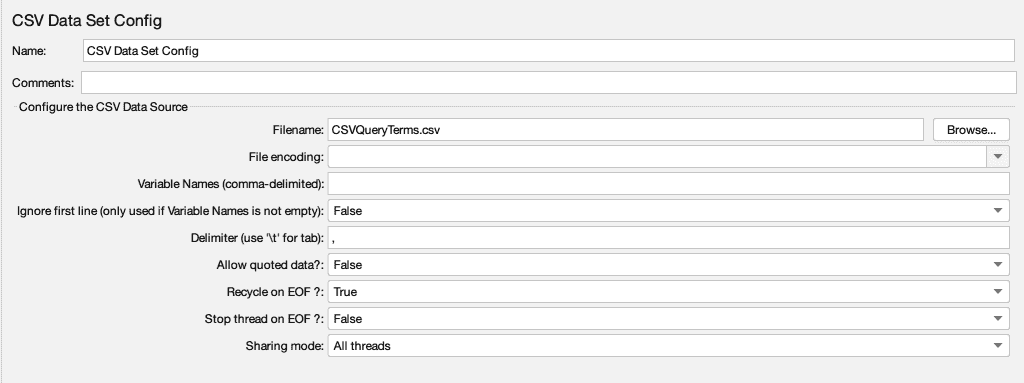 CSV Data Set Config
Name: CSV Data Set Config
Comments:
Configure the CSV Data Source
Filename: CSVQueryTerms.csv Browse...
File encoding:
Variable Names (comma-delimited):
Ignore first line (only used if Variable Names is not empty): False
Delimiter (use '\t' for tab): ,
Allow quoted data?: False
Recycle on EOF ?: True
Stop thread on EOF ?: False
Sharing mode: All threads